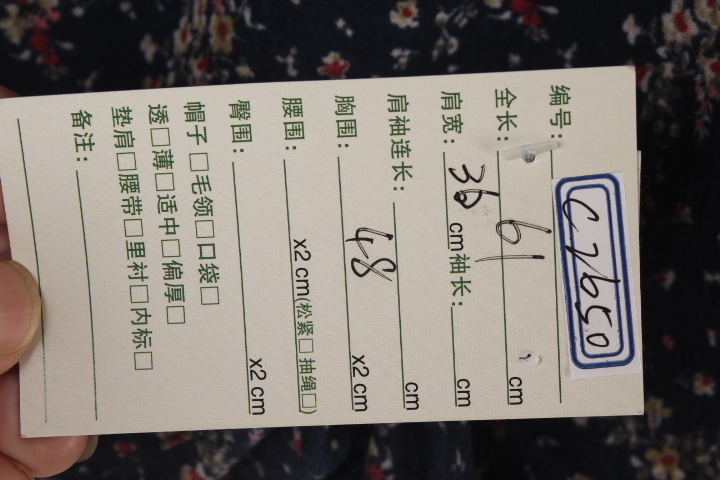 编号: C7650
全长: 61 cm
肩宽: 36 cm 袖长: cm
肩袖连长: cm
胸围: 48 x2 cm
腰围: x2 cm (松紧□ 抽绳□)
臀围: x2 cm
帽子□ 毛领□ 口袋□
透□ 薄□ 适中□ 偏厚□
垫肩□ 腰带□ 里衬□ 内标□
备注: